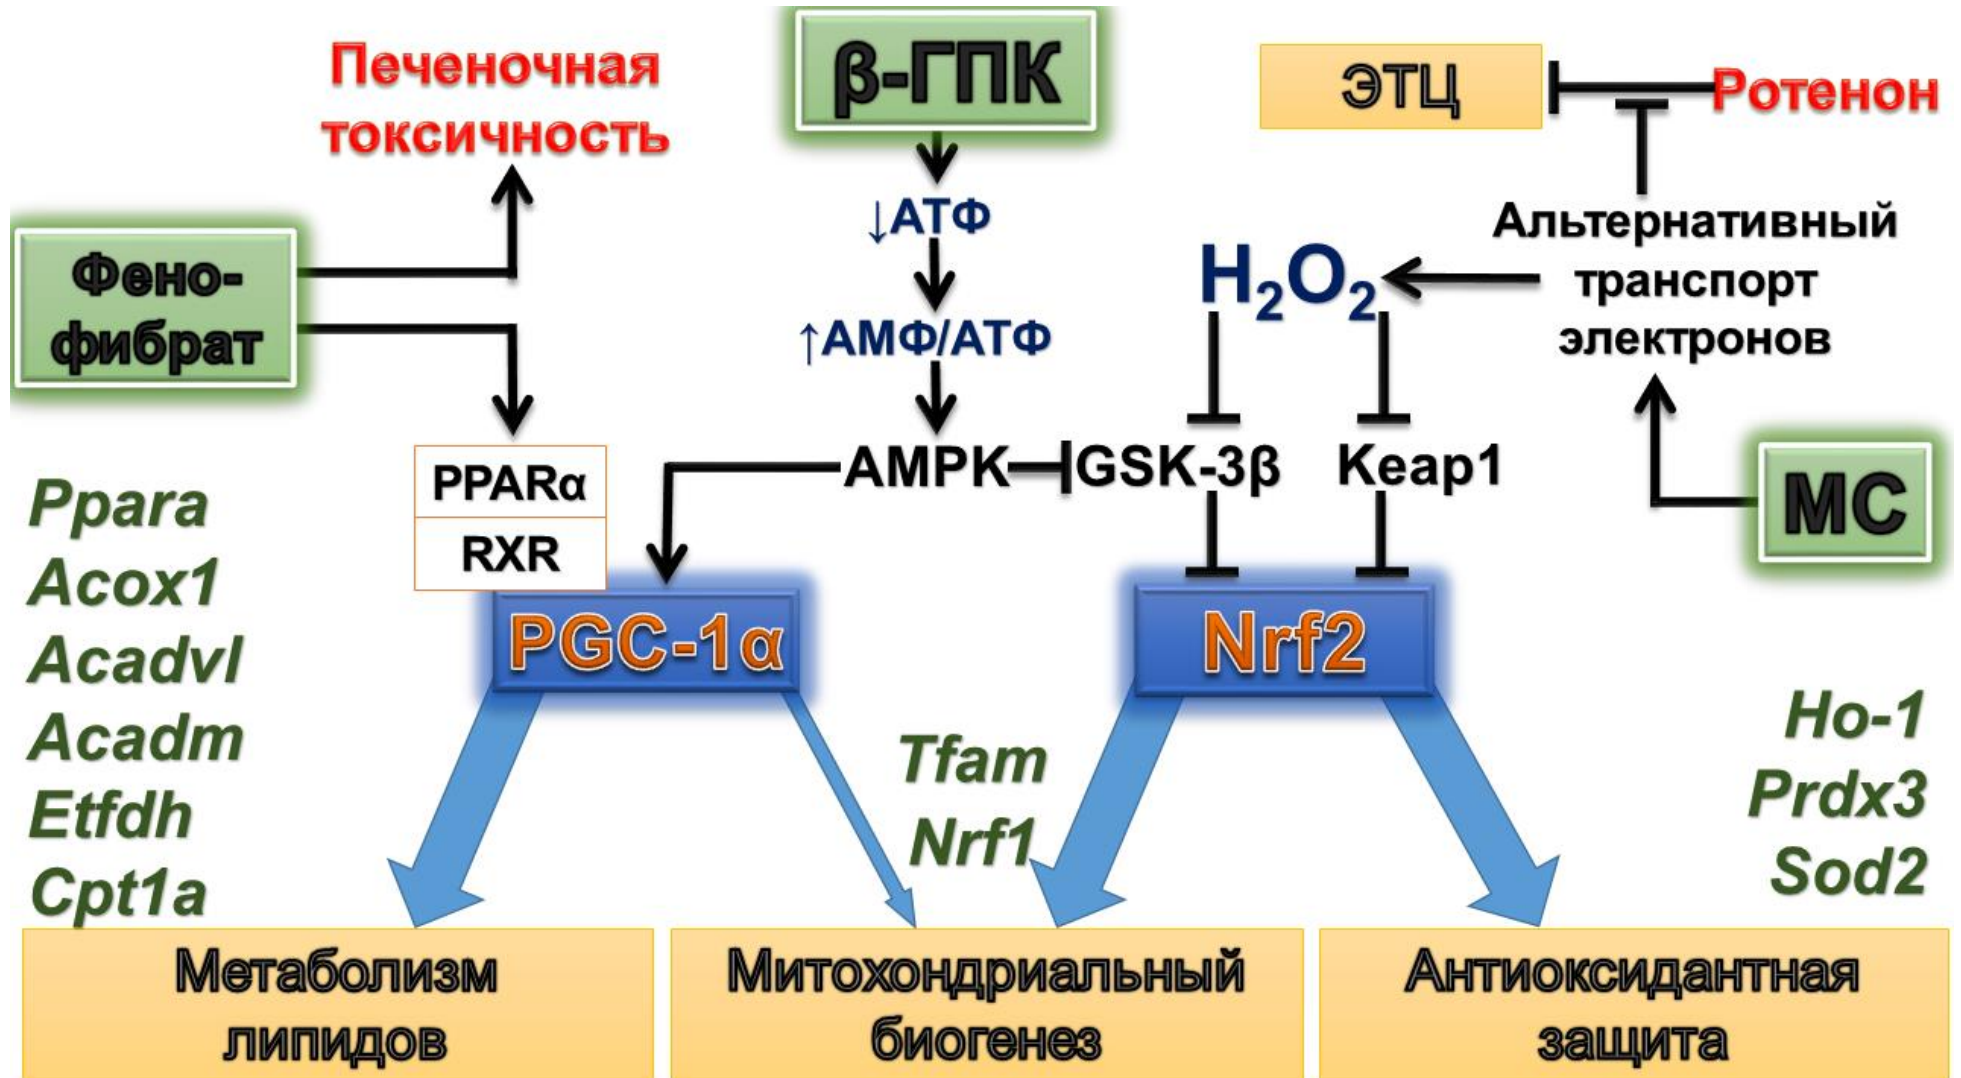 Печеночная
токсичность
β-ГПК
ЭТЦ
Ротенон
↓АТФ
↑АМФ/АТФ
H₂O₂
Альтернативный
транспорт
электронов
Фено-
фибрат
PPARα
RXR
AMPK
GSK-3β
Keap1
МС
Ppara
Acox1
Acadvl
Acadm
Etfdh
Cpt1a
PGC-1α
Nrf2
Tfam
Nrf1
Ho-1
Prdx3
Sod2
Метаболизм
липидов
Митохондриальный
биогенез
Антиоксидантная
защита